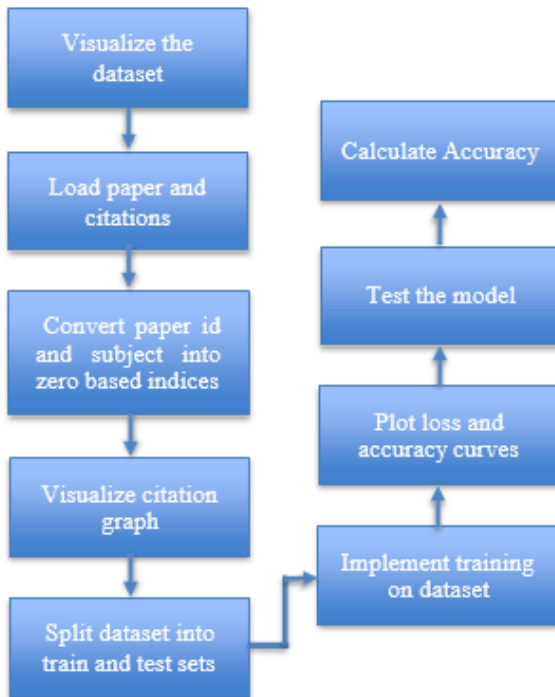 Visualize the
dataset
Load paper and
citations
Convert paper id
and subject into
zero based indices
Visualize citation
graph
Split dataset into
train and test sets
Implement training
on dataset
Plot loss and
accuracy curves
Test the model
Calculate Accuracy